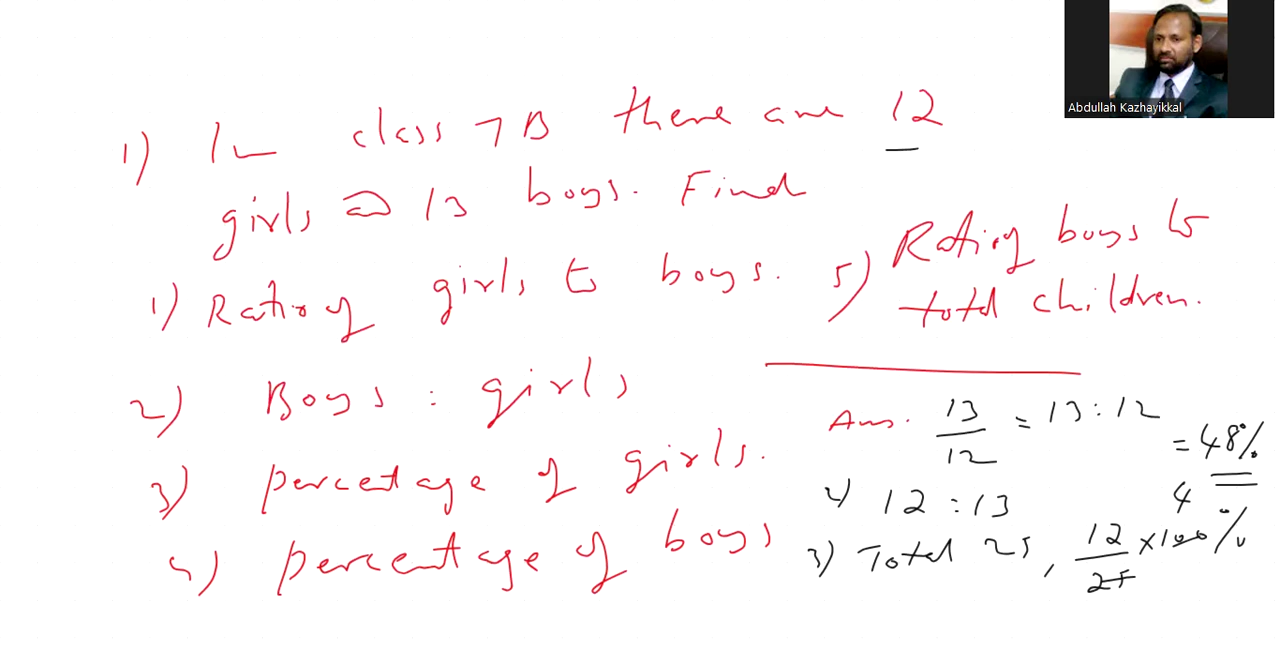 Abdullah Kazhayikkal
1) In class 7B there are 12
girls & 13 boys. Find
1) Ratio of girls to boys.
2) Boys : girls
3) percentage of girls.
4) percentage of boys
5) Ratio of boys to
total children.
Ans. 13/12 = 13:12
2) 12:13
3) Total 25, 12/25 × 100%
4
= 48%